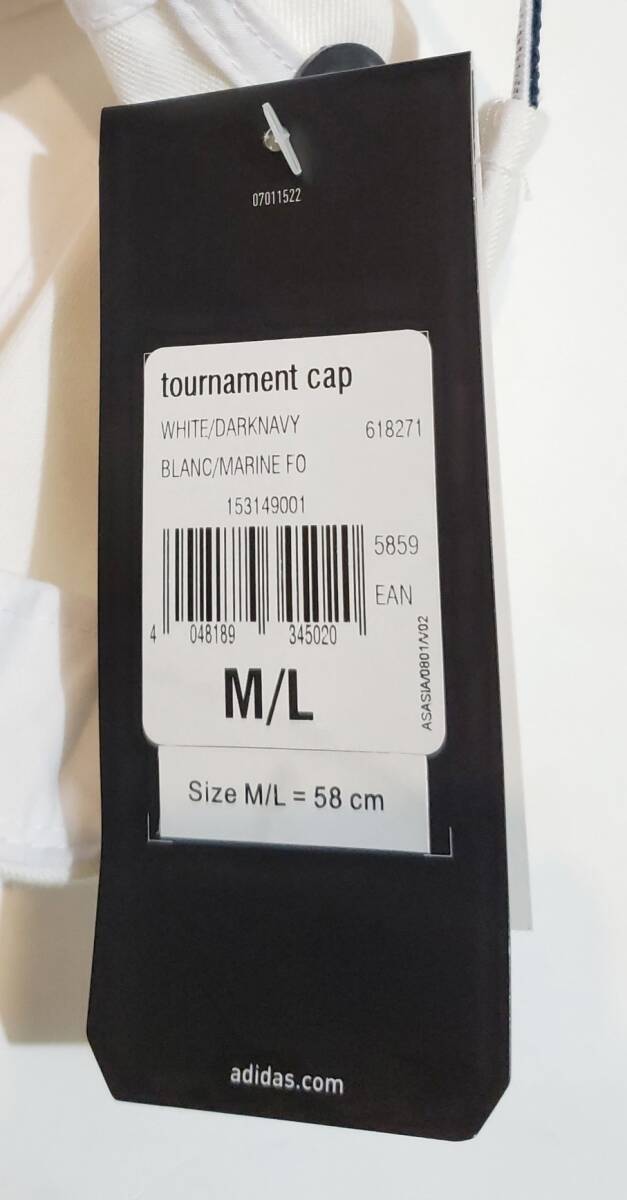 07011522
tournament cap
WHITE/DARKNAVY 618271
BLANC/MARINE FO
153149001
5859
EAN
4 048189 345020
M/L
ASASIA/0801/V02
Size M/L = 58 cm
adidas.com